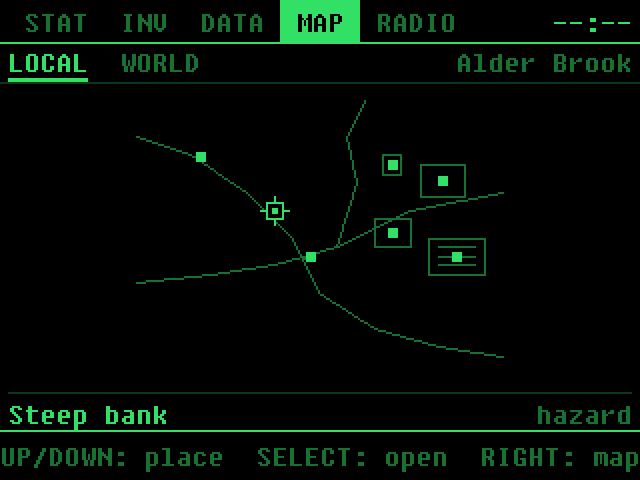 STAT INV DATA MAP RADIO --:--
LOCAL WORLD Alder Brook
Steep bank hazard
UP/DOWN: place SELECT: open RIGHT: map